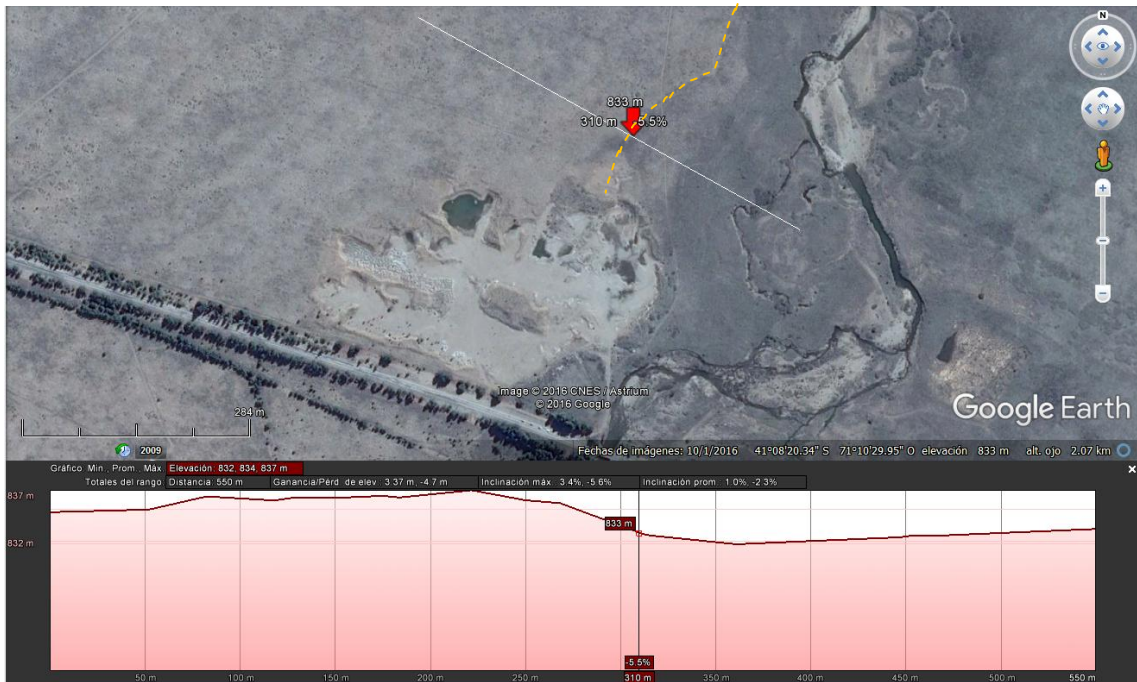 N
833 m
310 m -5.5%
Image © 2016 CNES / Astrium
© 2016 Google
Google Earth
284 m
2009
Fechas de imágenes: 10/1/2016 41°08'20.34" S 71°10'29.95" O elevación 833 m alt. ojo 2.07 km
Gráfico Mín., Prom., Máx. Elevación: 832, 834, 837 m
Totales del rango: Distancia: 550 m Ganancia/Pérd. de elev.: 3.37 m, -4.7 m Inclinación máx.: 3.4%, -5.6% Inclinación prom.: 1.0%, -2.3%
837 m
833 m
832 m
-5.5%
50 m 100 m 150 m 200 m 250 m 310 m 350 m 400 m 450 m 500 m 550 m